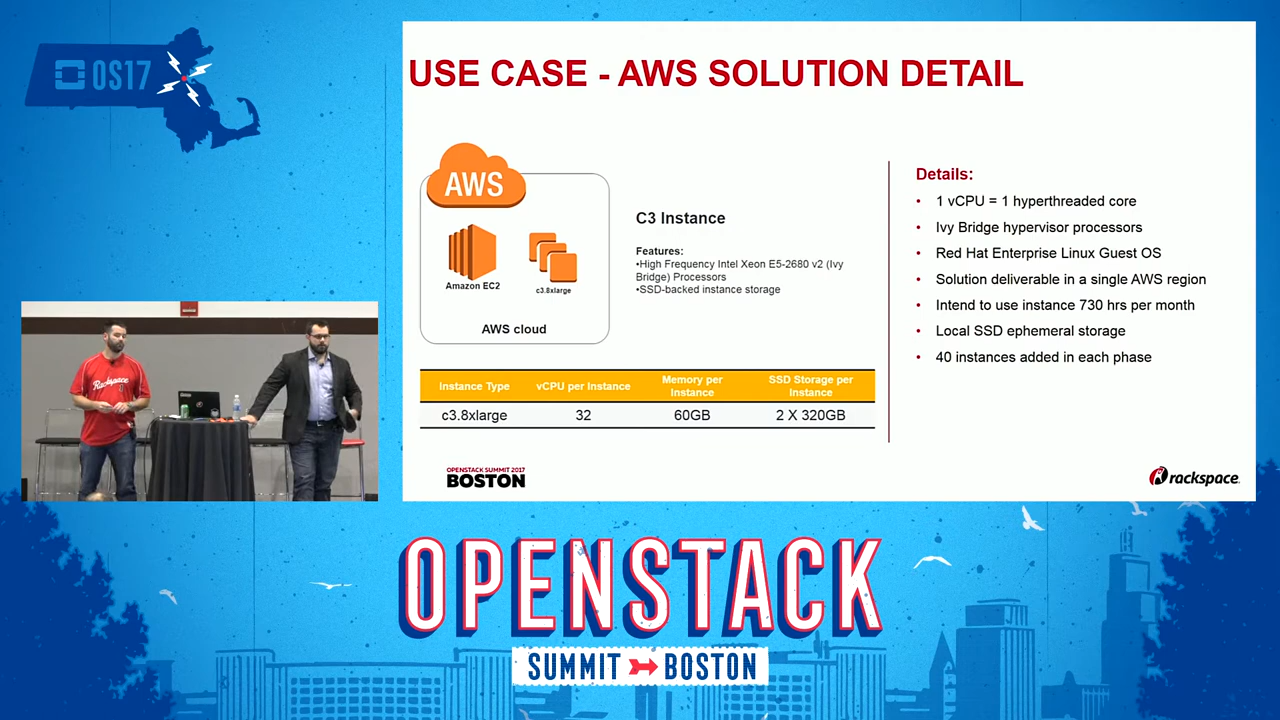 OS17
USE CASE - AWS SOLUTION DETAIL
AWS
Amazon EC2
c3.8xlarge
AWS cloud
C3 Instance
Features:
•High Frequency Intel Xeon E5-2680 v2 (Ivy
Bridge) Processors
•SSD-backed instance storage
Instance Type vCPU per Instance Memory per Instance SSD Storage per Instance
c3.8xlarge 32 60GB 2 X 320GB
Details:
• 1 vCPU = 1 hyperthreaded core
• Ivy Bridge hypervisor processors
• Red Hat Enterprise Linux Guest OS
• Solution deliverable in a single AWS region
• Intend to use instance 730 hrs per month
• Local SSD ephemeral storage
• 40 instances added in each phase
OPENSTACK SUMMIT 2017
BOSTON
rackspace
Rackspace
OPENSTACK
SUMMIT BOSTON